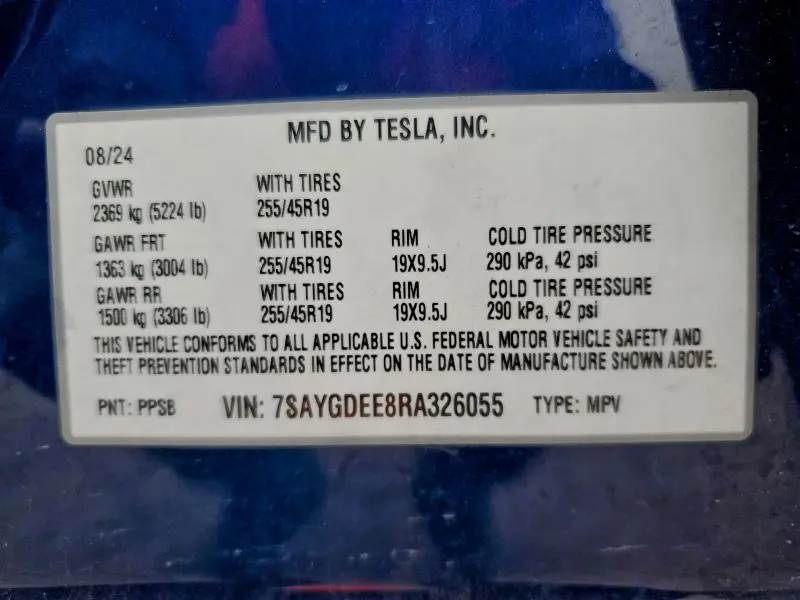 MFD BY TESLA, INC.
08/24
GVWR WITH TIRES
2369 kg (5224 lb) 255/45R19
GAWR FRT WITH TIRES RIM COLD TIRE PRESSURE
1363 kg (3004 lb) 255/45R19 19X9.5J 290 kPa, 42 psi
GAWR RR WITH TIRES RIM COLD TIRE PRESSURE
1500 kg (3306 lb) 255/45R19 19X9.5J 290 kPa, 42 psi
THIS VEHICLE CONFORMS TO ALL APPLICABLE U.S. FEDERAL MOTOR VEHICLE SAFETY AND
THEFT PREVENTION STANDARDS IN EFFECT ON THE DATE OF MANUFACTURE SHOWN ABOVE.
PNT: PPSB VIN: 7SAYGDEE8RA326055 TYPE: MPV